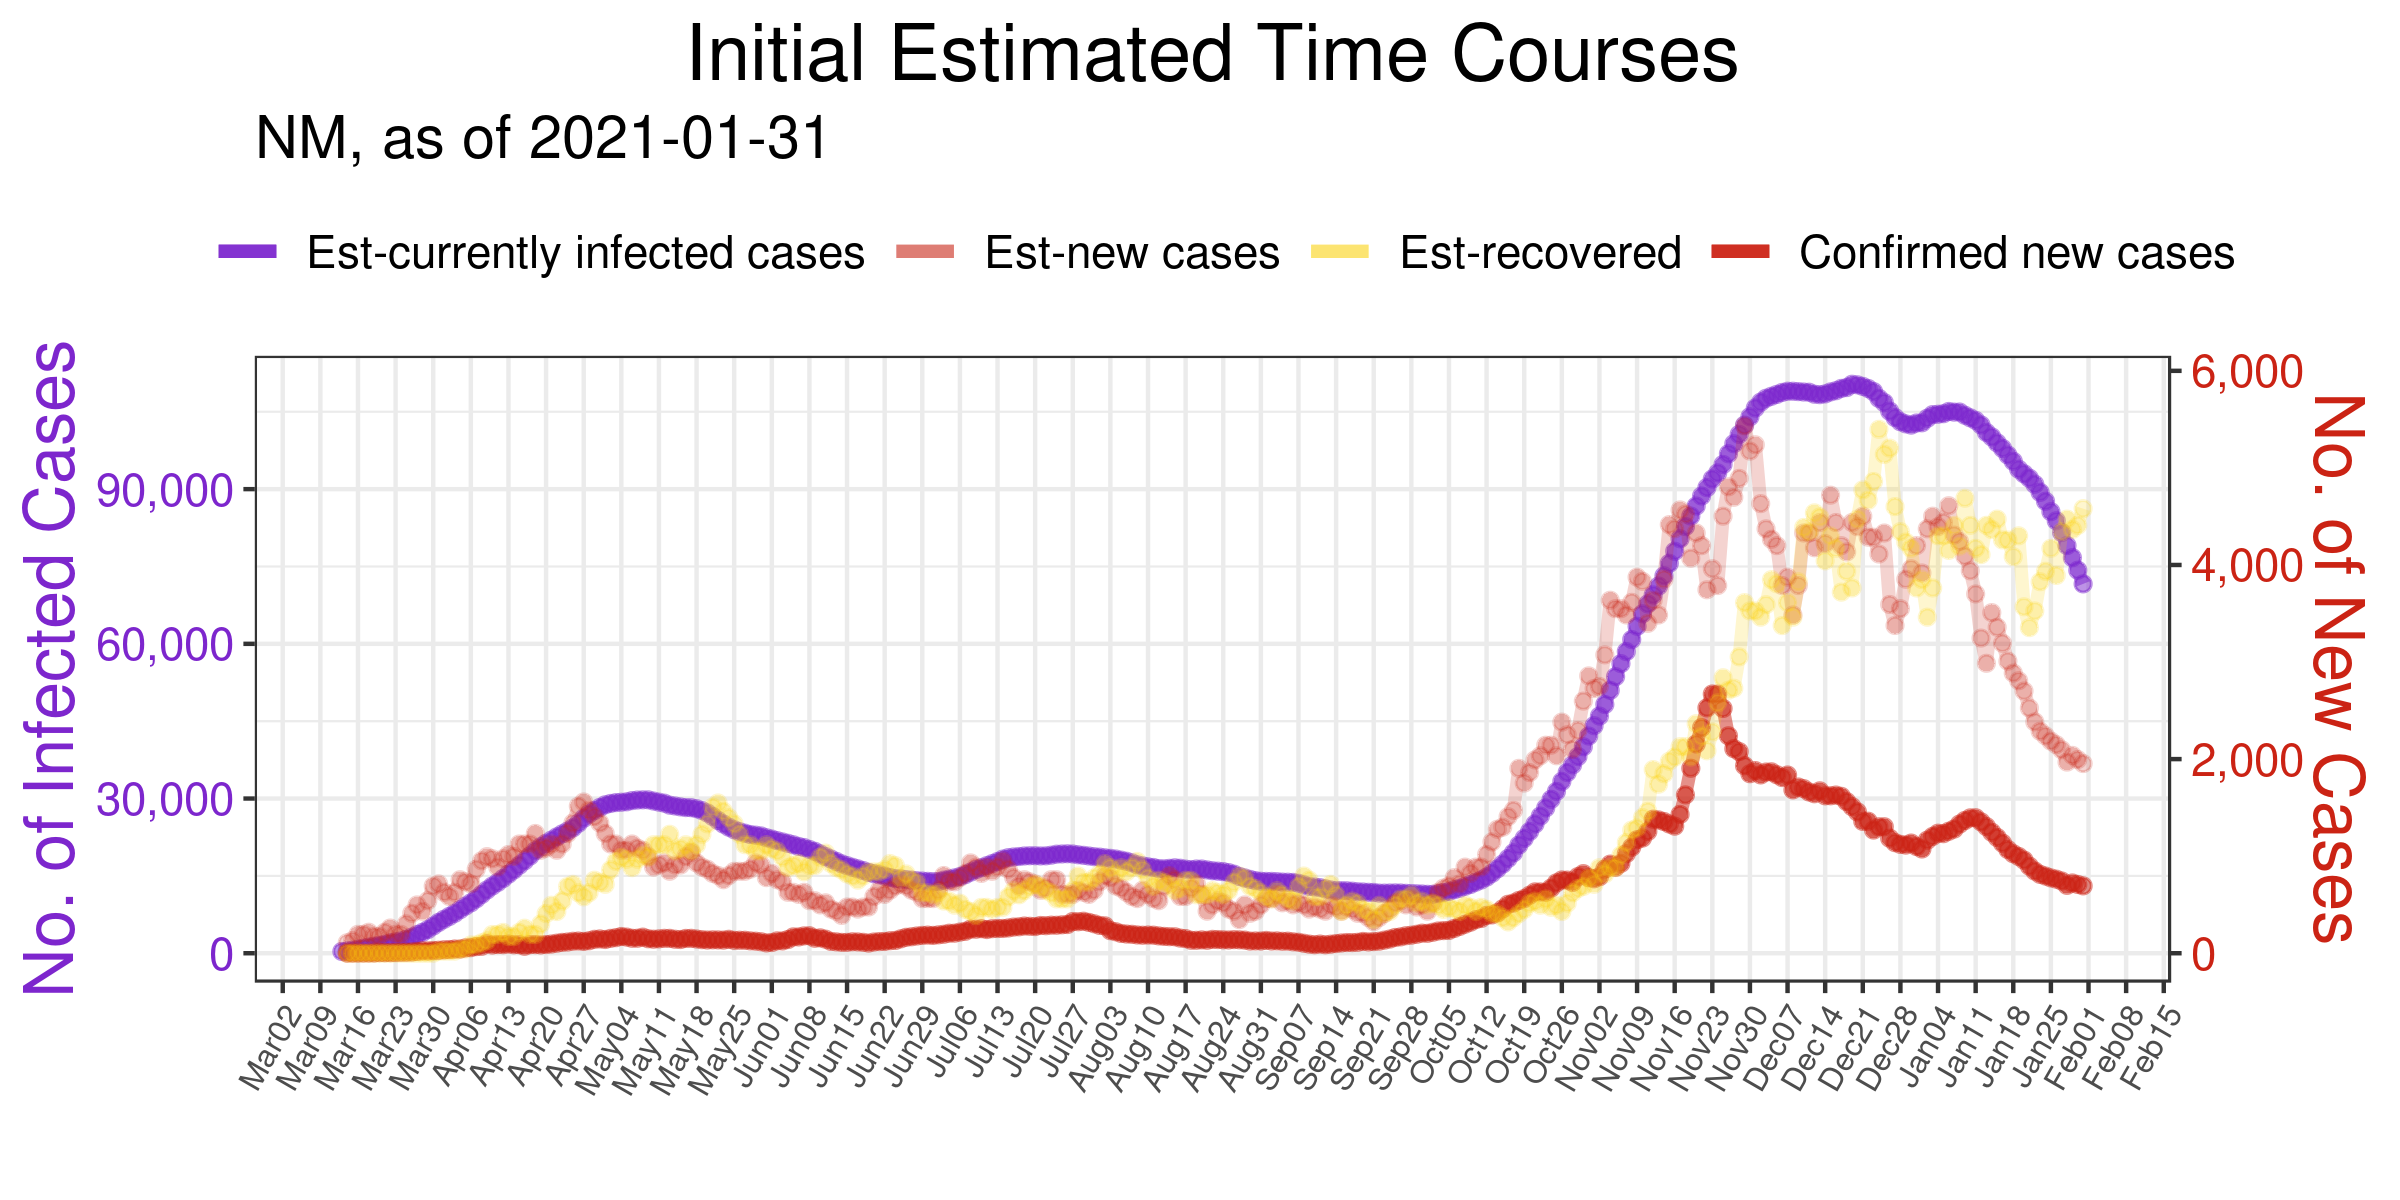 Initial Estimated Time Courses
NM, as of 2021-01-31
Est-currently infected cases
Est-new cases
Est-recovered
Confirmed new cases
No. of Infected Cases
90,000
60,000
30,000
0
6,000
4,000
2,000
0
No. of New Cases
Mar02
Mar09
Mar16
Mar23
Mar30
Apr06
Apr13
Apr20
Apr27
May04
May11
May18
May25
Jun01
Jun08
Jun15
Jun22
Jun29
Jul06
Jul13
Jul20
Jul27
Aug03
Aug10
Aug17
Aug24
Aug31
Sep07
Sep14
Sep21
Sep28
Oct05
Oct12
Oct19
Oct26
Nov02
Nov09
Nov16
Nov23
Nov30
Dec07
Dec14
Dec21
Dec28
Jan04
Jan11
Jan18
Jan25
Feb01
Feb08
Feb15